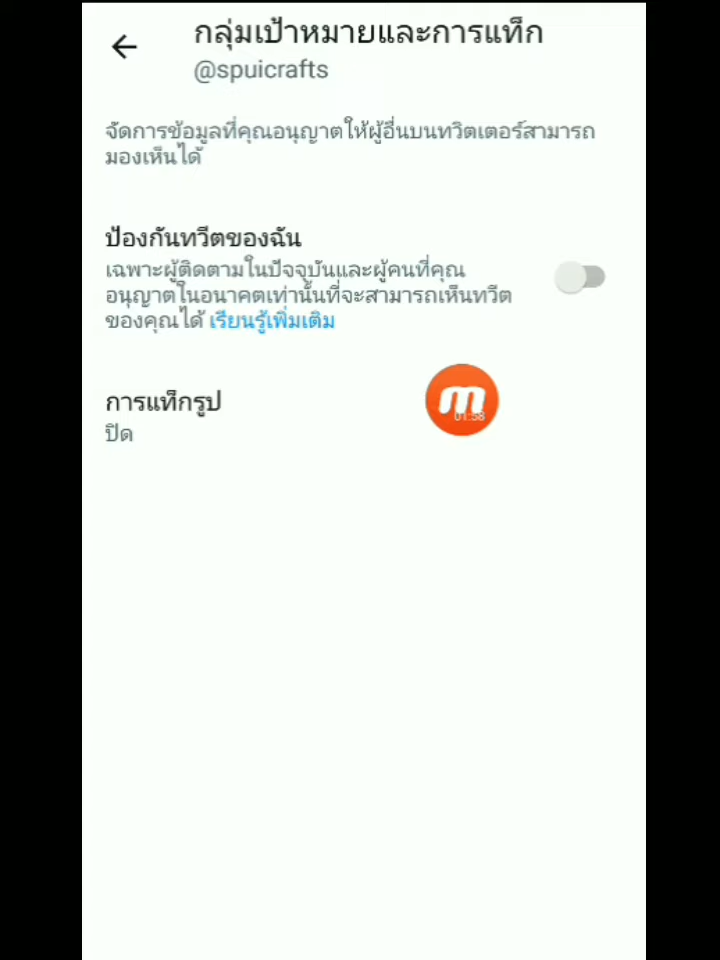 กลุ่มเป้าหมายและการแท็ก
@spuicrafts
จัดการข้อมูลที่คุณอนุญาตให้ผู้อื่นบนทวิตเตอร์สามารถ
มองเห็นได้
ป้องกันทวีตของฉัน
เฉพาะผู้ติดตามในปัจจุบันและผู้คนที่คุณ
อนุญาตในอนาคตเท่านั้นที่จะสามารถเห็นทวีต
ของคุณได้ เรียนรู้เพิ่มเติม
การแท็กรูป
ปิด
m
01:58